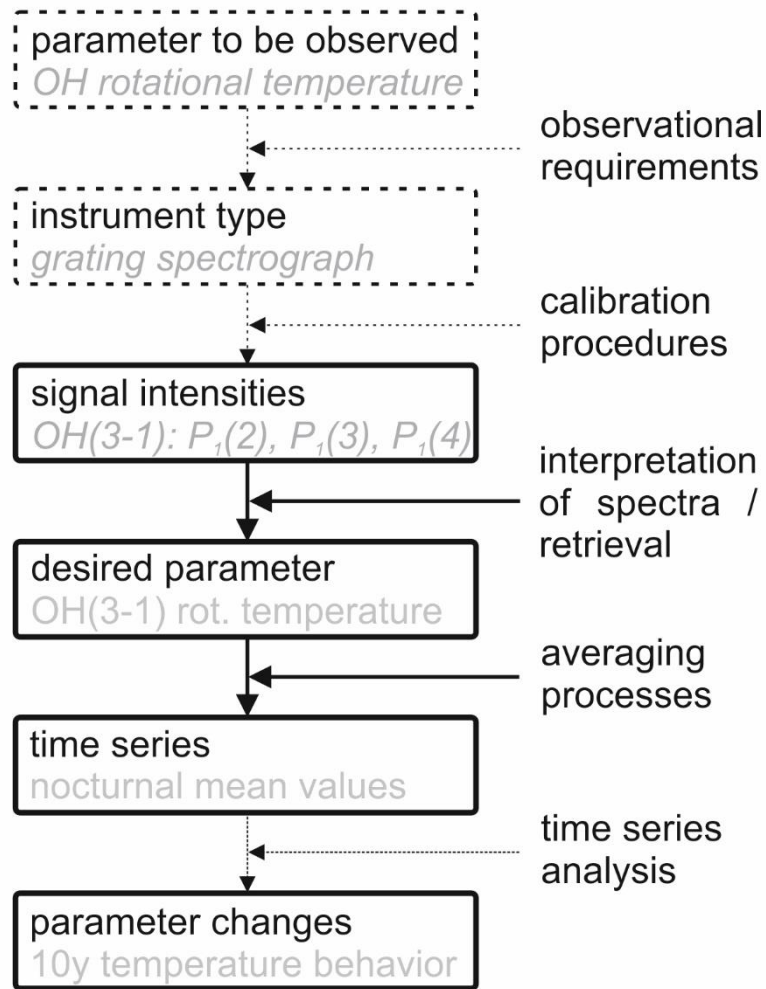 parameter to be observed
OH rotational temperature
observational
requirements
instrument type
grating spectrograph
calibration
procedures
signal intensities
OH(3-1): P₁(2), P₁(3), P₁(4)
interpretation
of spectra /
retrieval
desired parameter
OH(3-1) rot. temperature
averaging
processes
time series
nocturnal mean values
time series
analysis
parameter changes
10y temperature behavior